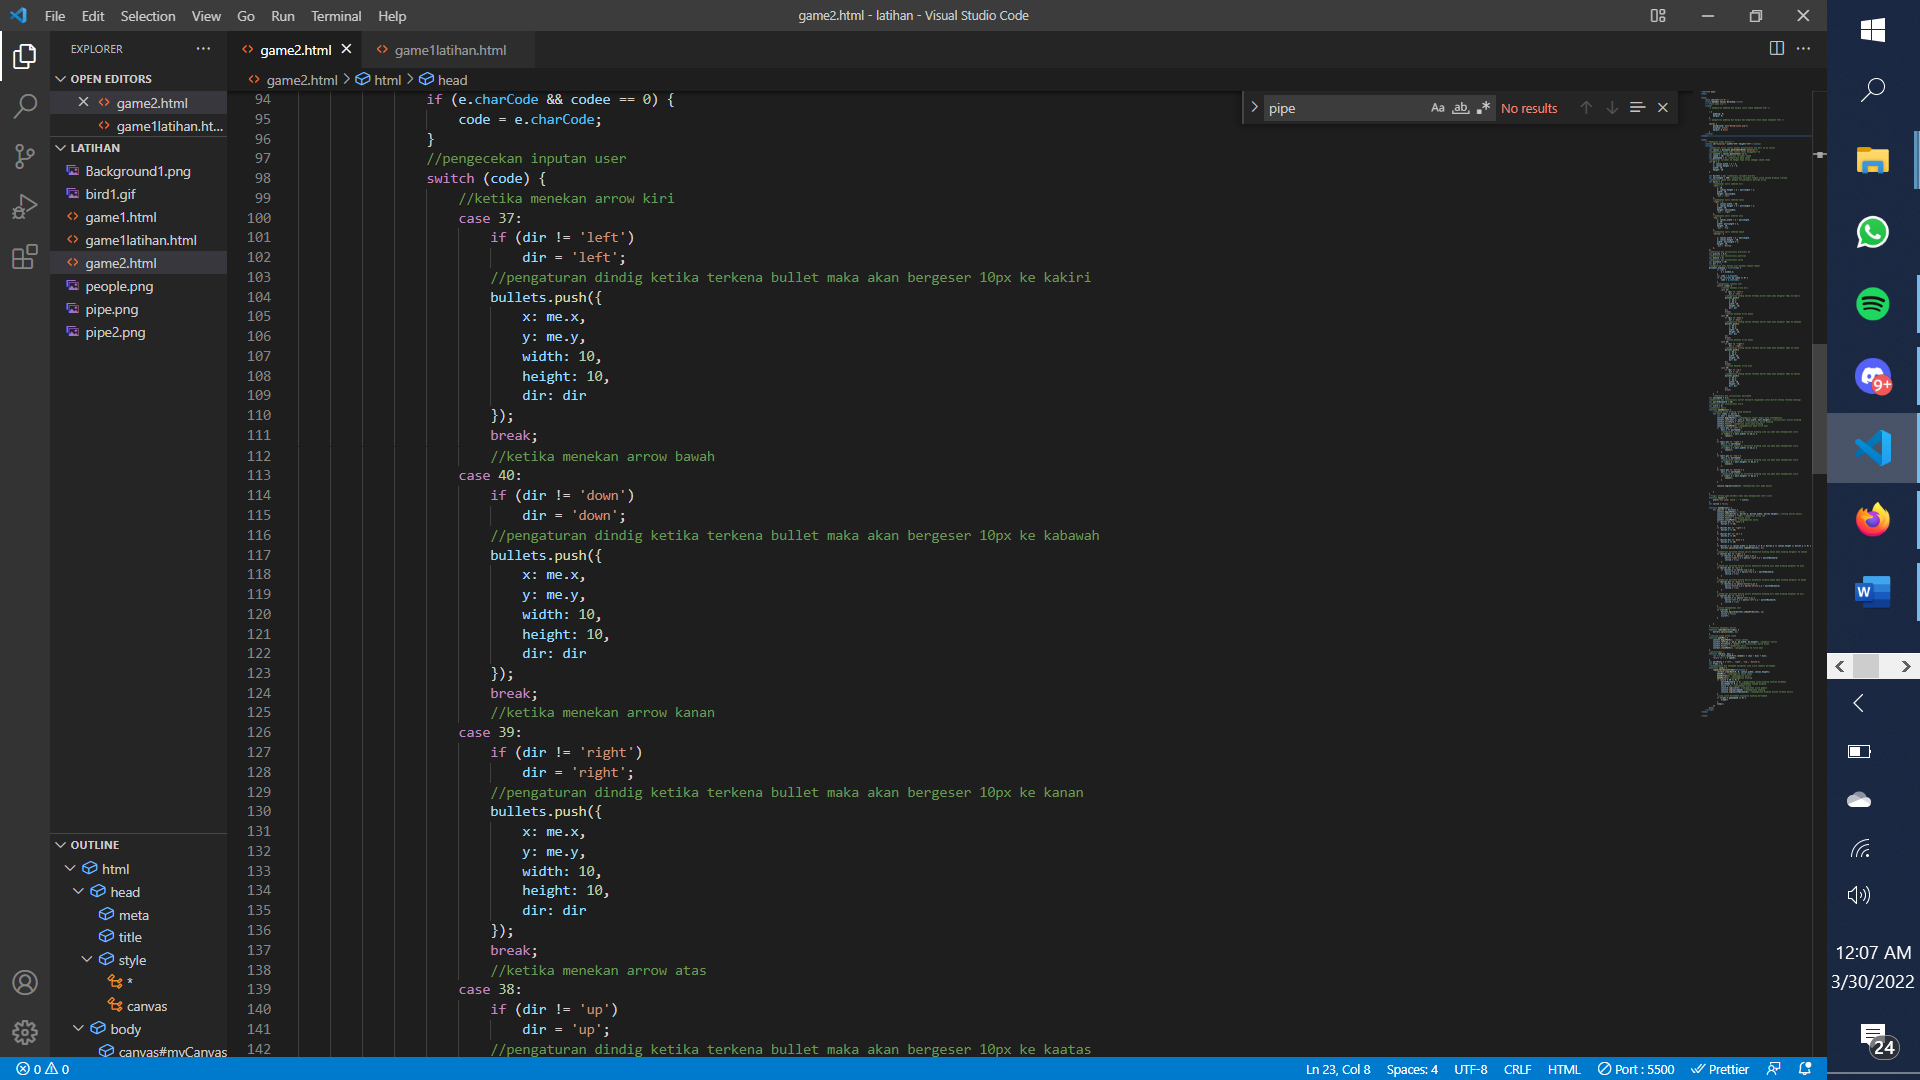 File Edit Selection View Go Run Terminal Help
game2.html - latihan - Visual Studio Code
EXPLORER
OPEN EDITORS
game2.html
game1latihan.ht...
LATIHAN
Background1.png
bird1.gif
game1.html
game1latihan.html
game2.html
people.png
pipe.png
pipe2.png
OUTLINE
html
head
meta
title
style
*
canvas
body
canvas#myCanvas
game2.html
game1latihan.html
game2.html > html > head
pipe
Aa ab .*
No results
94 if (e.charCode && codee == 0) {
95 code = e.charCode;
96 }
97 //pengecekan inputan user
98 switch (code) {
99 //ketika menekan arrow kiri
100 case 37:
101 if (dir != 'left')
102 dir = 'left';
103 //pengaturan dindig ketika terkena bullet maka akan bergeser 10px ke kakiri
104 bullets.push({
105 x: me.x,
106 y: me.y,
107 width: 10,
108 height: 10,
109 dir: dir
110 });
111 break;
112 //ketika menekan arrow bawah
113 case 40:
114 if (dir != 'down')
115 dir = 'down';
116 //pengaturan dindig ketika terkena bullet maka akan bergeser 10px ke kabawah
117 bullets.push({
118 x: me.x,
119 y: me.y,
120 width: 10,
121 height: 10,
122 dir: dir
123 });
124 break;
125 //ketika menekan arrow kanan
126 case 39:
127 if (dir != 'right')
128 dir = 'right';
129 //pengaturan dindig ketika terkena bullet maka akan bergeser 10px ke kanan
130 bullets.push({
131 x: me.x,
132 y: me.y,
133 width: 10,
134 height: 10,
135 dir: dir
136 });
137 break;
138 //ketika menekan arrow atas
139 case 38:
140 if (dir != 'up')
141 dir = 'up';
142 //pengaturan dindig ketika terkena bullet maka akan bergeser 10px ke kaatas
0 0
Ln 23, Col 8 Spaces: 4 UTF-8 CRLF HTML Port : 5500 Prettier
9+
W
12:07 AM
3/30/2022
24